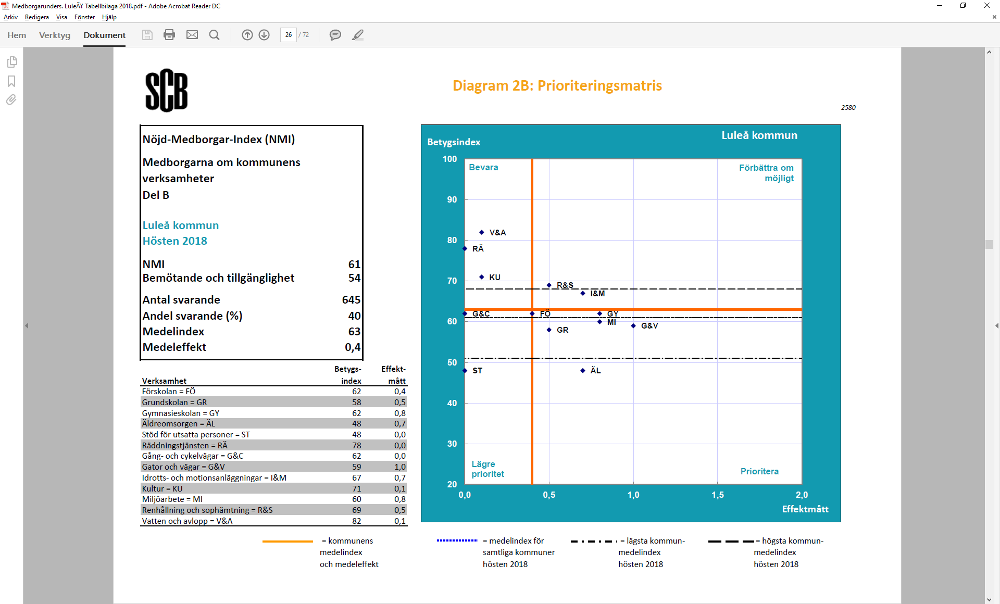 Medborgarunders. LuleÃ¥ Tabellbilaga 2018.pdf - Adobe Acrobat Reader DC
Arkiv Redigera Visa Fönster Hjälp
Hem Verktyg Dokument 26 / 72
SCB
Diagram 2B: Prioriteringsmatris
2580
Nöjd-Medborgar-Index (NMI)
Medborgarna om kommunens
verksamheter
Del B
Luleå kommun
Hösten 2018
NMI 61
Bemötande och tillgänglighet 54
Antal svarande 645
Andel svarande (%) 40
Medelindex 63
Medeleffekt 0,4
Betygs- Effekt-
Verksamhet index mått
Förskolan = FÖ 62 0,4
Grundskolan = GR 58 0,5
Gymnasieskolan = GY 62 0,8
Äldreomsorgen = ÄL 48 0,7
Stöd för utsatta personer = ST 48 0,0
Räddningstjänsten = RÄ 78 0,0
Gång- och cykelvägar = G&C 62 0,0
Gator och vägar = G&V 59 1,0
Idrotts- och motionsanläggningar = I&M 67 0,7
Kultur = KU 71 0,1
Miljöarbete = MI 60 0,8
Renhållning och sophämtning = R&S 69 0,5
Vatten och avlopp = V&A 82 0,1
Luleå kommun
Betygsindex
100
Bevara
Förbättra om
möjligt
90
V&A
80
RÄ
KU
70
R&S
I&M
G&C FÖ GY
60
MI
G&V
GR
50
ST ÄL
40
30
Lägre
prioritet
Prioritera
20
0,0 0,5 1,0 1,5 2,0
Effektmått
= kommunens
medelindex
och medeleffekt
= medelindex för
samtliga kommuner
hösten 2018
= lägsta kommun-
medelindex
hösten 2018
= högsta kommun-
medelindex
hösten 2018